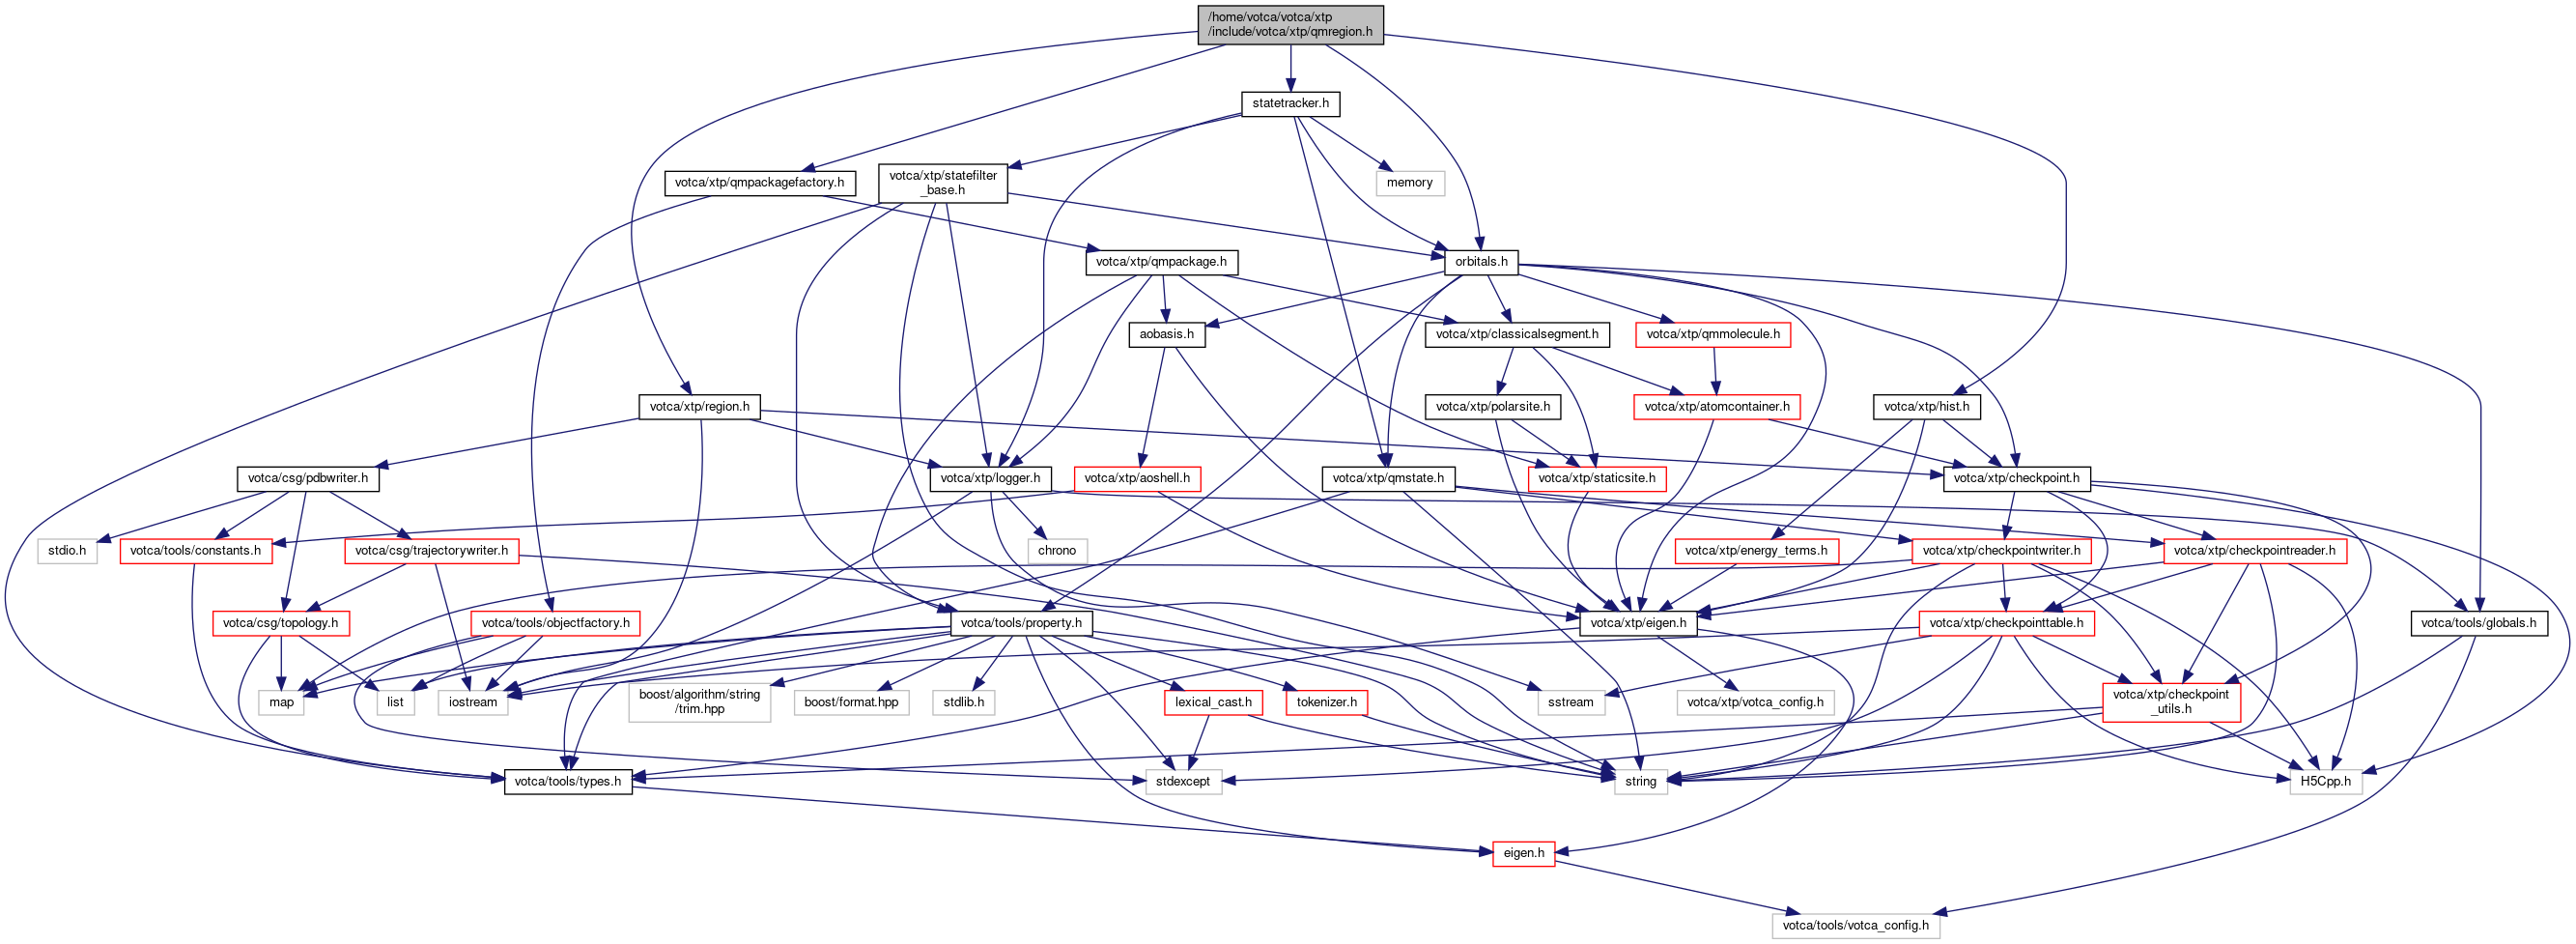 /home/votca/votca/xtp
/include/votca/xtp/qmregion.h
statetracker.h
votca/xtp/qmpackagefactory.h
votca/xtp/statefilter
_base.h
memory
votca/xtp/qmpackage.h
orbitals.h
aobasis.h
votca/xtp/classicalsegment.h
votca/xtp/qmmolecule.h
votca/xtp/region.h
votca/xtp/polarsite.h
votca/xtp/atomcontainer.h
votca/xtp/hist.h
votca/csg/pdbwriter.h
votca/xtp/logger.h
votca/xtp/aoshell.h
votca/xtp/qmstate.h
votca/xtp/staticsite.h
votca/xtp/checkpoint.h
stdio.h
votca/tools/constants.h
votca/csg/trajectorywriter.h
chrono
votca/xtp/energy_terms.h
votca/xtp/checkpointwriter.h
votca/xtp/checkpointreader.h
votca/csg/topology.h
votca/tools/objectfactory.h
votca/tools/property.h
votca/xtp/eigen.h
votca/xtp/checkpointtable.h
votca/tools/globals.h
map
list
iostream
boost/algorithm/string
/trim.hpp
boost/format.hpp
stdlib.h
lexical_cast.h
tokenizer.h
sstream
votca/xtp/votca_config.h
votca/xtp/checkpoint
_utils.h
votca/tools/types.h
stdexcept
string
H5Cpp.h
eigen.h
votca/tools/votca_config.h